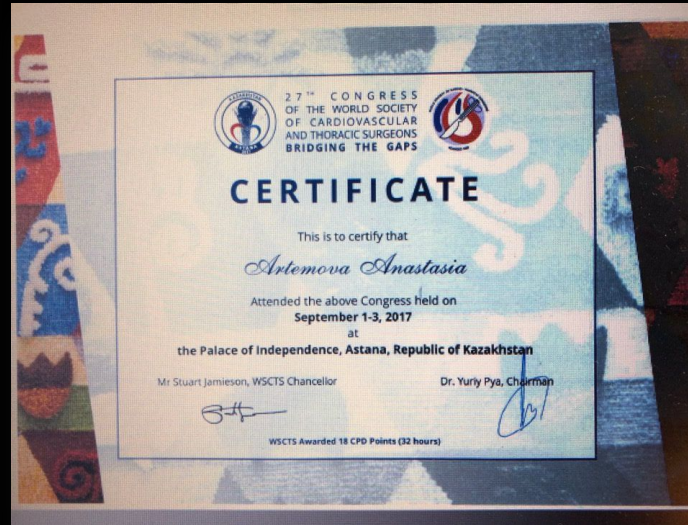 27TH CONGRESS
OF THE WORLD SOCIETY
OF CARDIOVASCULAR
AND THORACIC SURGEONS
BRIDGING THE GAPS
KAZAKHSTAN
ASTANA
CERTIFICATE
This is to certify that
Artemova Anastasia
Attended the above Congress held on
September 1-3, 2017
at
the Palace of Independence, Astana, Republic of Kazakhstan
Mr Stuart Jamieson, WSCTS Chancellor
Dr. Yuriy Pya, Chairman
WSCTS Awarded 18 CPD Points (32 hours)